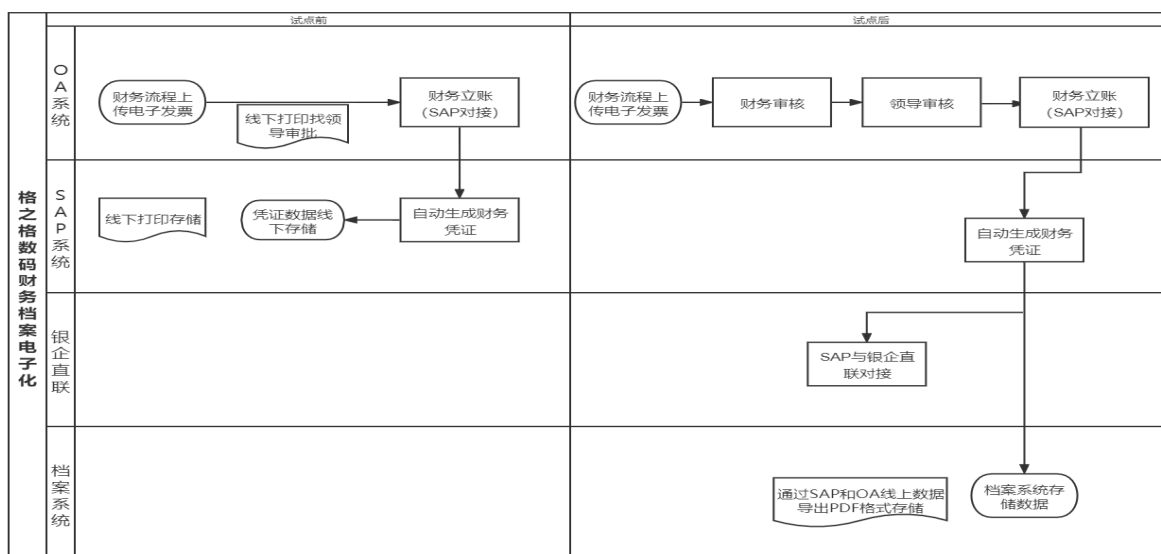 试点前
试点后
格之格数码财务档案电子化
OA系统
财务流程上
传电子发票
线下打印找领
导审批
财务立账
(SAP对接)
财务流程上
传电子发票
财务审核
领导审核
财务立账
(SAP对接)
SAP系统
线下打印存储
凭证数据线
下存储
自动生成财务
凭证
自动生成财务
凭证
银企直联
SAP与银企直
联对接
档案系统
通过SAP和OA线上数据
导出PDF格式存储
档案系统存
储数据